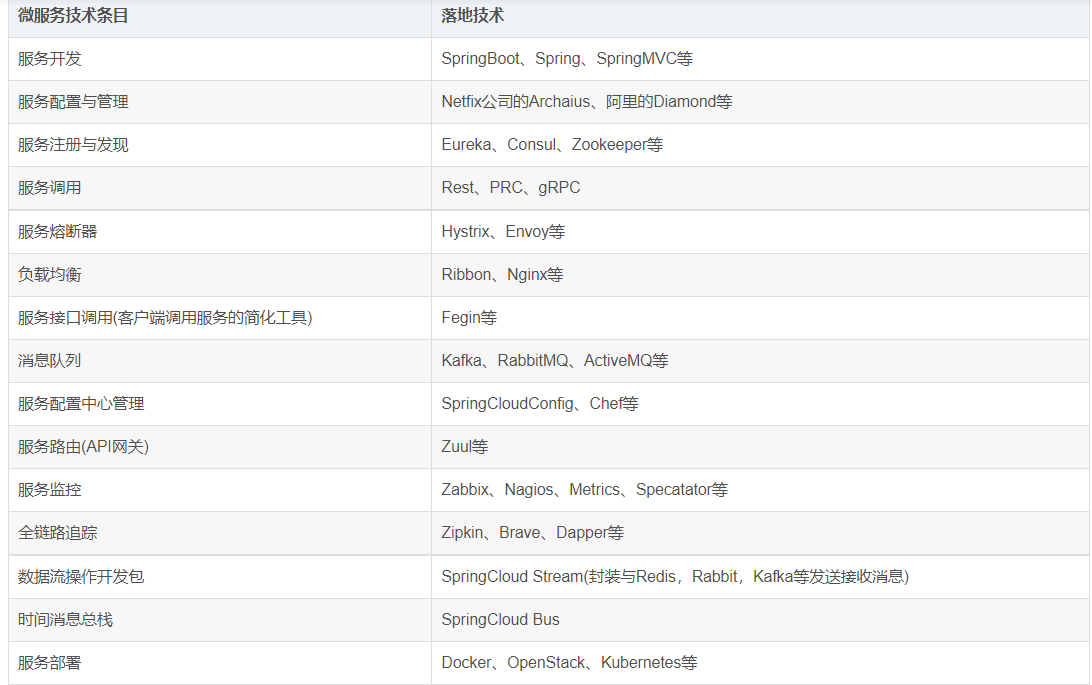 微服务技术条目 落地技术
服务开发 SpringBoot、Spring、SpringMVC等
服务配置与管理 Netfix公司的Archaius、阿里的Diamond等
服务注册与发现 Eureka、Consul、Zookeeper等
服务调用 Rest、PRC、gRPC
服务熔断器 Hystrix、Envoy等
负载均衡 Ribbon、Nginx等
服务接口调用(客户端调用服务的简化工具) Fegin等
消息队列 Kafka、RabbitMQ、ActiveMQ等
服务配置中心管理 SpringCloudConfig、Chef等
服务路由(API网关) Zuul等
服务监控 Zabbix、Nagios、Metrics、Specatator等
全链路追踪 Zipkin、Brave、Dapper等
数据流操作开发包 SpringCloud Stream(封装与Redis，Rabbit，Kafka等发送接收消息)
时间消息总栈 SpringCloud Bus
服务部署 Docker、OpenStack、Kubernetes等